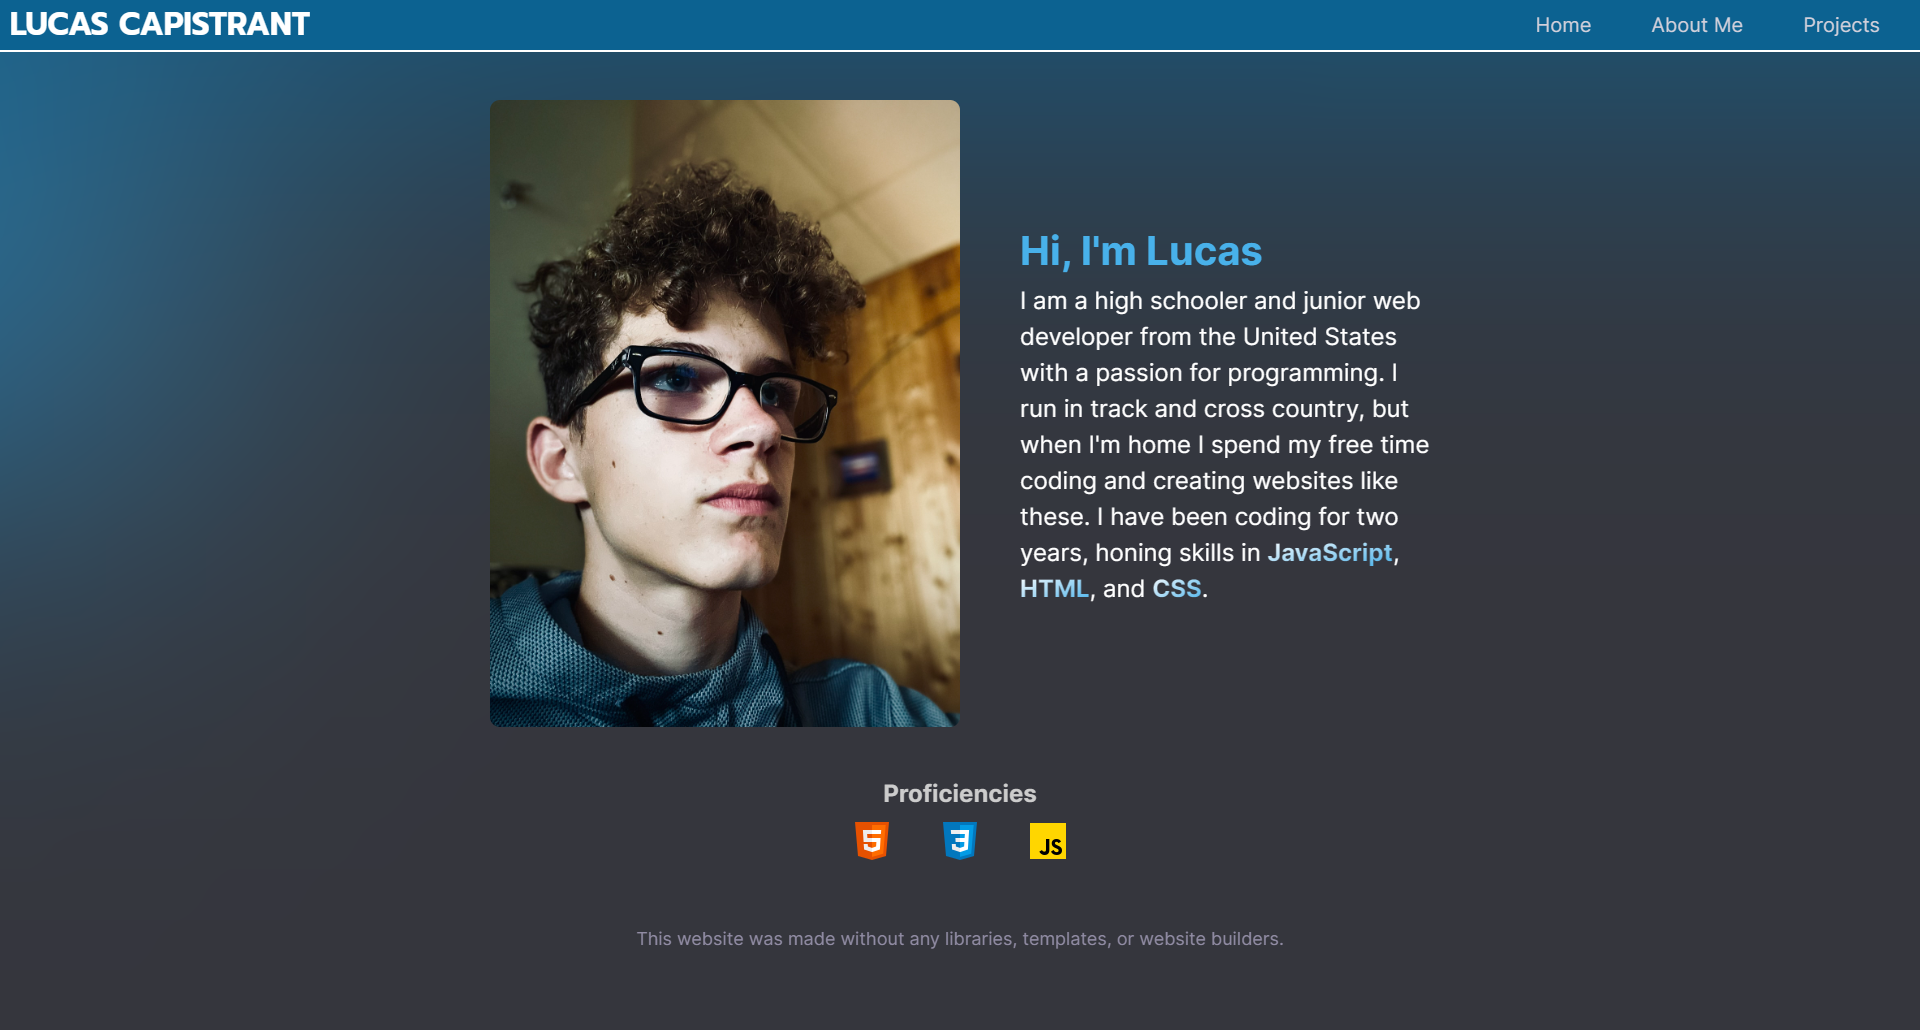 LUCAS CAPISTRANT
Home
About Me
Projects
Hi, I'm Lucas
I am a high schooler and junior web
developer from the United States
with a passion for programming. I
run in track and cross country, but
when I'm home I spend my free time
coding and creating websites like
these. I have been coding for two
years, honing skills in JavaScript,
HTML, and CSS.
Proficiencies
5
3
JS
This website was made without any libraries, templates, or website builders.